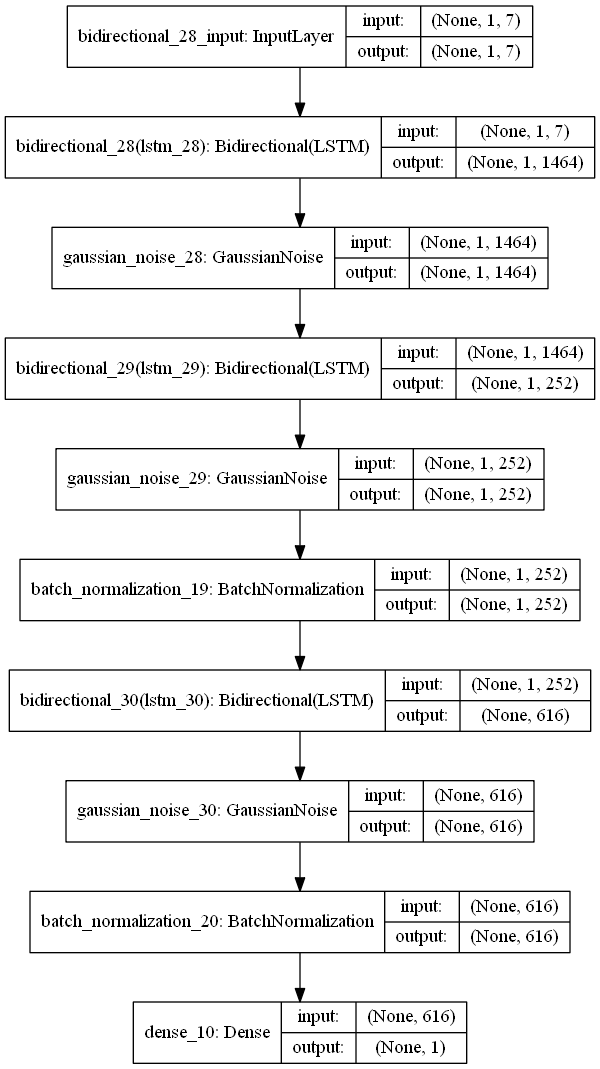 bidirectional_28_input: InputLayer input: (None, 1, 7)
output: (None, 1, 7)
bidirectional_28(lstm_28): Bidirectional(LSTM) input: (None, 1, 7)
output: (None, 1, 1464)
gaussian_noise_28: GaussianNoise input: (None, 1, 1464)
output: (None, 1, 1464)
bidirectional_29(lstm_29): Bidirectional(LSTM) input: (None, 1, 1464)
output: (None, 1, 252)
gaussian_noise_29: GaussianNoise input: (None, 1, 252)
output: (None, 1, 252)
batch_normalization_19: BatchNormalization input: (None, 1, 252)
output: (None, 1, 252)
bidirectional_30(lstm_30): Bidirectional(LSTM) input: (None, 1, 252)
output: (None, 616)
gaussian_noise_30: GaussianNoise input: (None, 616)
output: (None, 616)
batch_normalization_20: BatchNormalization input: (None, 616)
output: (None, 616)
dense_10: Dense input: (None, 616)
output: (None, 1)